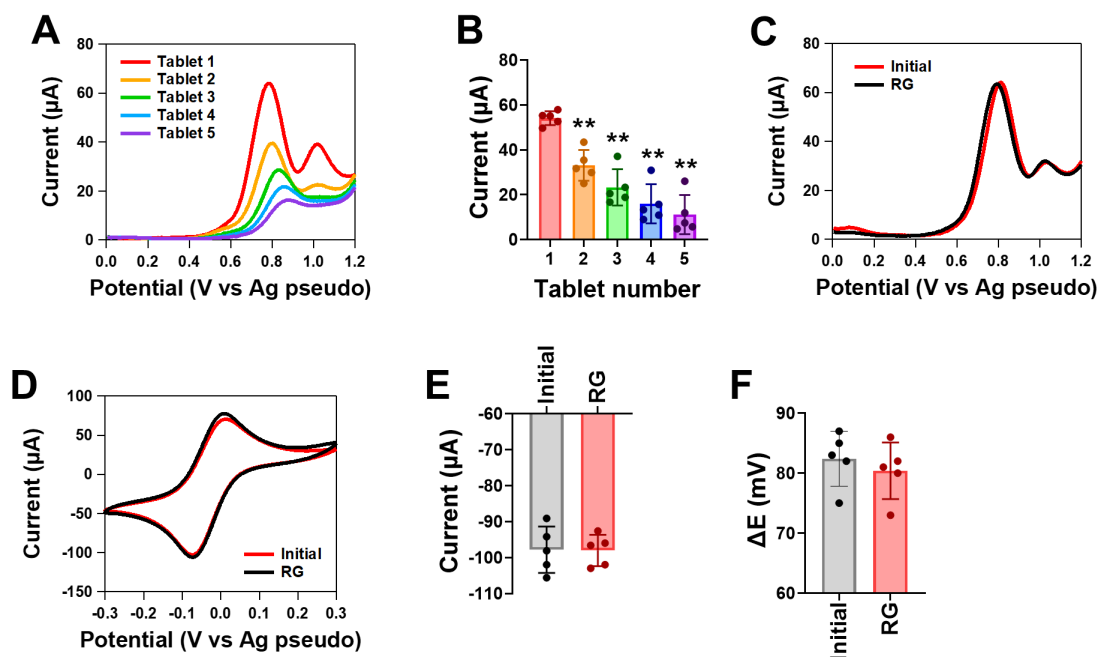 A
Current (µA)
80
60
40
20
0
Tablet 1
Tablet 2
Tablet 3
Tablet 4
Tablet 5
0.0 0.2 0.4 0.6 0.8 1.0 1.2
Potential (V vs Ag pseudo)
B
Current (µA)
80
60
40
20
0
** ** ** **
1 2 3 4 5
Tablet number
C
Current (µA)
80
60
40
20
0
Initial
RG
0.0 0.2 0.4 0.6 0.8 1.0 1.2
Potential (V vs Ag pseudo)
D
Current (µA)
100
50
0
-50
-100
-150
Initial
RG
-0.3 -0.2 -0.1 0.0 0.1 0.2 0.3
Potential (V vs Ag pseudo)
E
Initial
RG
Current (µA)
-60
-70
-80
-90
-100
-110
F
ΔE (mV)
90
80
70
60
Initial
RG